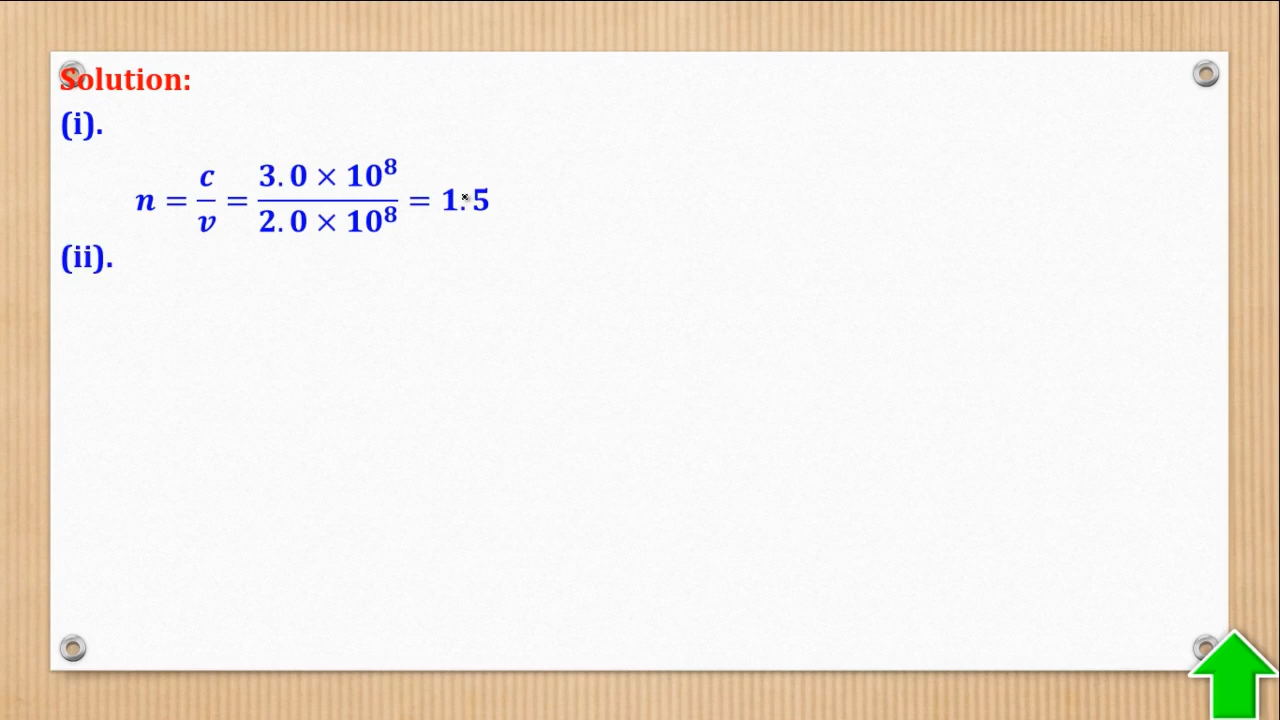 Solution:
(i).
n = c/v = 3.0 × 10⁸/2.0 × 10⁸ = 1.5
(ii).